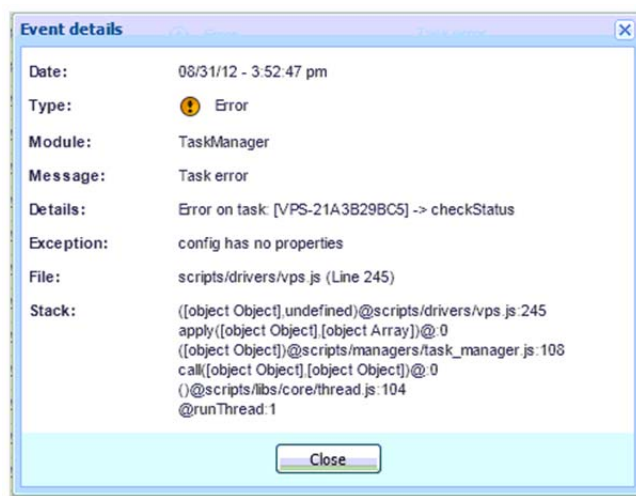 Event details
Date: 08/31/12 - 3:52:47 pm
Type: Error
Module: TaskManager
Message: Task error
Details: Error on task: [VPS-21A3B29BC5] -> checkStatus
Exception: config has no properties
File: scripts/drivers/vps.js (Line 245)
Stack: ([object Object],undefined)@scripts/drivers/vps.js:245
apply([object Object],[object Array])@:0
([object Object])@scripts/managers/task_manager.js:108
call([object Object],[object Object])@:0
()@scripts/libs/core/thread.js:104
@runThread:1
Close